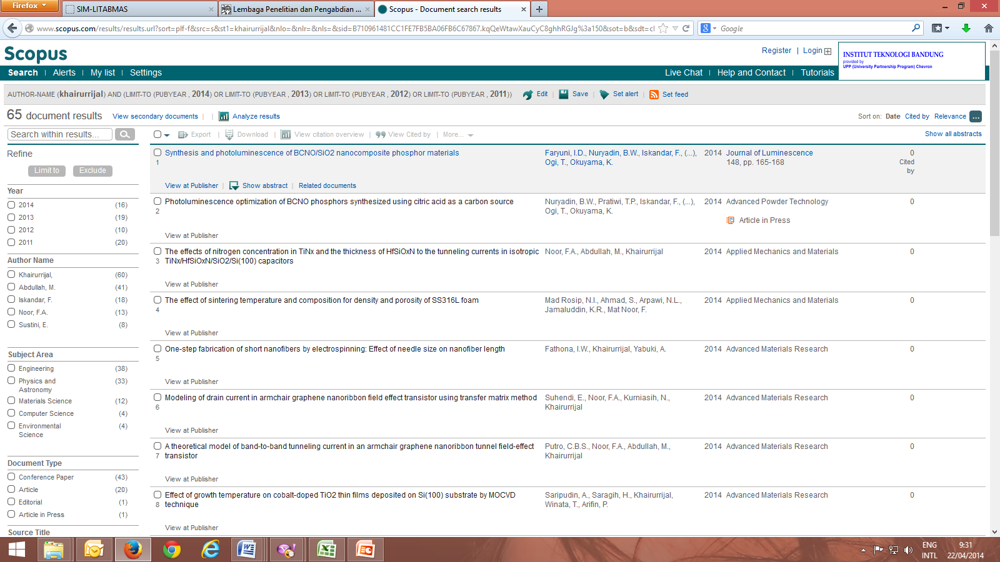 Firefox
SIM-LITABMAS
Lembaga Penelitian dan Pengabdian ...
Scopus - Document search results
www.scopus.com/results/results.url?sort=plf-f&src=s&st1=khairurrijal&nlo=&nlr=&nls=&sid=B710961481CC1FE7FB5BA06FB6C67867.kqQeWtawXauCyC8ghhRGJg%3a150&sot=b&sdt=cl
Google
Scopus
Register | Login
INSTITUT TEKNOLOGI BANDUNG
provided by
UPP (University Partnership Program) Chevron
Search | Alerts | My list | Settings
Live Chat | Help and Contact | Tutorials
AUTHOR-NAME (khairurrijal) AND (LIMIT-TO (PUBYEAR , 2014) OR LIMIT-TO (PUBYEAR , 2013) OR LIMIT-TO (PUBYEAR , 2012) OR LIMIT-TO (PUBYEAR , 2011))
Edit | Save | Set alert | Set feed
65 document results View secondary documents | | Analyze results
Sort on: Date Cited by Relevance ...
Search within results...
Export | Download | View citation overview | View Cited by | More...
Show all abstracts
Refine
Limit to Exclude
Year
2014 (16)
2013 (19)
2012 (10)
2011 (20)
Author Name
Khairurrijal, (60)
Abdullah, M. (41)
Iskandar, F. (18)
Noor, F.A. (13)
Sustini, E. (8)
Subject Area
Engineering (38)
Physics and (33)
Astronomy
Materials Science (12)
Computer Science (4)
Environmental (4)
Science
Document Type
Conference Paper (43)
Article (20)
Editorial (1)
Article in Press (1)
Source Title
Synthesis and photoluminescence of BCNO/SiO2 nanocomposite phosphor materials Faryuni, I.D., Nuryadin, B.W., Iskandar, F., (...), 2014 Journal of Luminescence 0
1 Ogi, T., Okuyama, K. 148, pp. 165-168 Cited
by
View at Publisher | Show abstract | Related documents
Photoluminescence optimization of BCNO phosphors synthesized using citric acid as a carbon source Nuryadin, B.W., Pratiwi, T.P., Iskandar, F., (...), 2014 Advanced Powder Technology 0
2 Ogi, T., Okuyama, K.
Article in Press
View at Publisher
The effects of nitrogen concentration in TiNx and the thickness of HfSiOxN to the tunneling currents in isotropic Noor, F.A., Abdullah, M., Khairurrijal 2014 Applied Mechanics and Materials 0
3 TiNx/HfSiOxN/SiO2/Si(100) capacitors
View at Publisher
The effect of sintering temperature and composition for density and porosity of SS316L foam Mad Rosip, N.I., Ahmad, S., Arpawi, N.L., 2014 Applied Mechanics and Materials 0
4 Jamaluddin, K.R., Mat Noor, F.
View at Publisher
One-step fabrication of short nanofibers by electrospinning: Effect of needle size on nanofiber length Fathona, I.W., Khairurrijal, Yabuki, A. 2014 Advanced Materials Research 0
5
View at Publisher
Modeling of drain current in armchair graphene nanoribbon field effect transistor using transfer matrix method Suhendi, E., Noor, F.A., Kurniasih, N., 2014 Advanced Materials Research 0
6 Khairurrijal
View at Publisher
A theoretical model of band-to-band tunneling current in an armchair graphene nanoribbon tunnel field-effect Putro, C.B.S., Noor, F.A., Abdullah, M., 2014 Advanced Materials Research 0
7 transistor Khairurrijal
View at Publisher
Effect of growth temperature on cobalt-doped TiO2 thin films deposited on Si(100) substrate by MOCVD Saripudin, A., Saragih, H., Khairurrijal, 2014 Advanced Materials Research 0
8 technique Winata, T., Arifin, P.
View at Publisher
ENG 9:31
INTL 22/04/2014